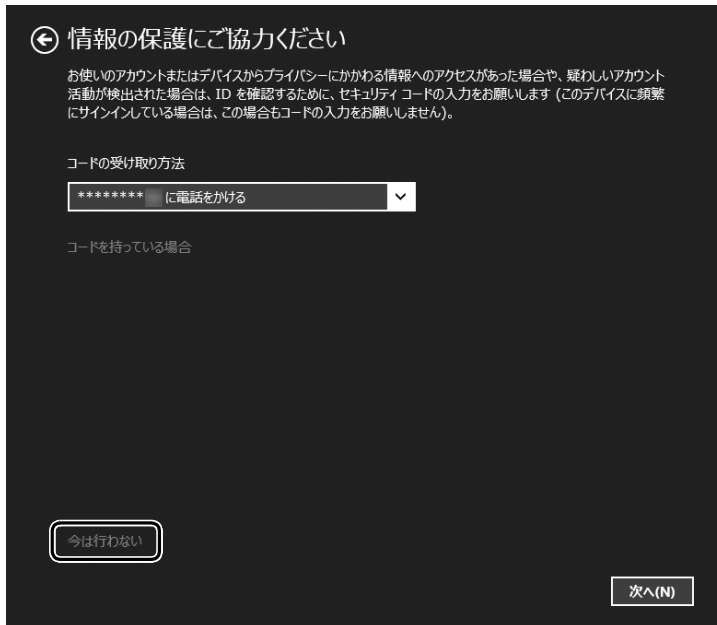 情報の保護にご協力ください
お使いのアカウントまたはデバイスからプライバシーにかかわる情報へのアクセスがあった場合や、疑わしいアカウント
活動が検出された場合は、ID を確認するために、セキュリティ コードの入力をお願いします (このデバイスに頻繁
にサインインしている場合は、この場合もコードの入力をお願いしません)。
コードの受け取り方法
******** に電話をかける
コードを持っている場合
今は行わない
次へ(N)